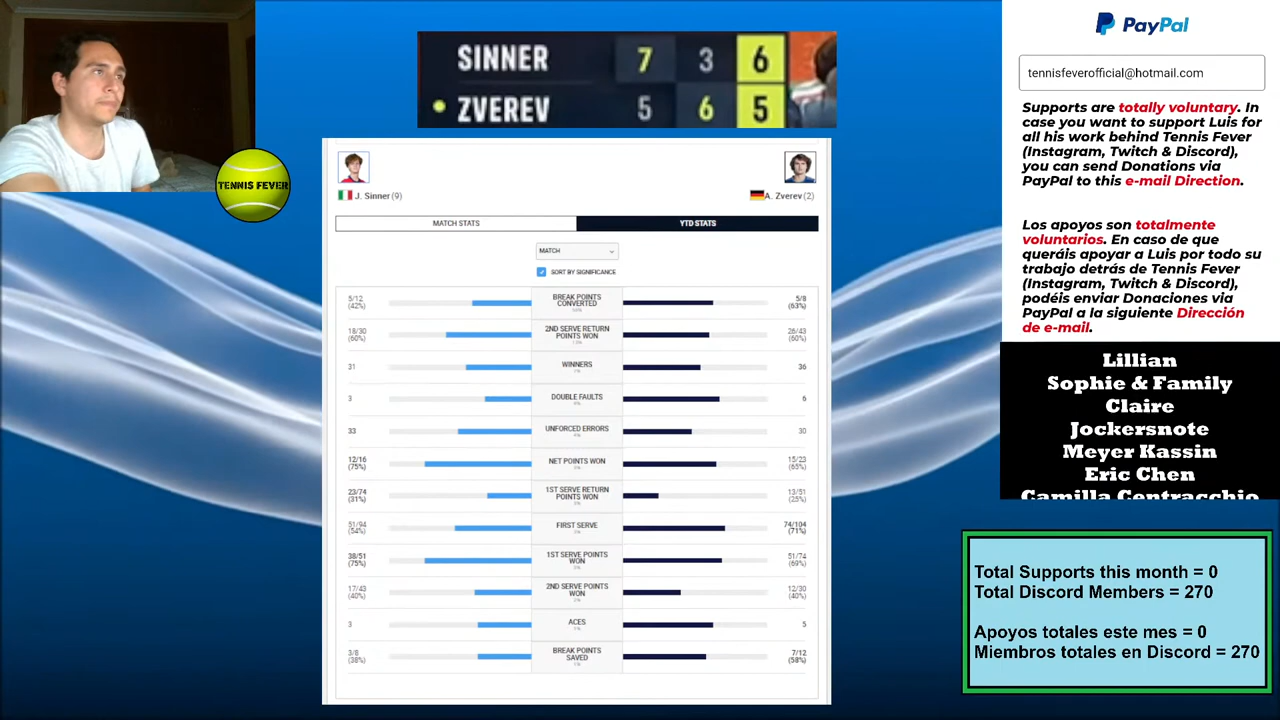 SINNER 7 3 6
ZVEREV 5 6 5
TENNIS FEVER
J. Sinner (9)
A. Zverev (2)
MATCH STATS
YTD STATS
MATCH
SORT BY SIGNIFICANCE
5/12
(42%)
BREAK POINTS
CONVERTED
5/8
(63%)
18/30
(60%)
2ND SERVE RETURN
POINTS WON
26/43
(60%)
31
WINNERS
36
3
DOUBLE FAULTS
6
33
UNFORCED ERRORS
30
12/16
(75%)
NET POINTS WON
15/23
(65%)
23/74
(31%)
1ST SERVE RETURN
POINTS WON
13/51
(25%)
51/94
(54%)
FIRST SERVE
74/104
(71%)
38/51
(75%)
1ST SERVE POINTS
WON
51/74
(69%)
17/43
(40%)
2ND SERVE POINTS
WON
12/30
(40%)
3
ACES
5
3/8
(38%)
BREAK POINTS
SAVED
7/12
(58%)
PayPal
tennisfeverofficial@hotmail.com
Supports are totally voluntary. In
case you want to support Luis for
all his work behind Tennis Fever
(Instagram, Twitch & Discord),
you can send Donations via
PayPal to this e-mail Direction.
Los apoyos son totalmente
voluntarios. En caso de que
queráis apoyar a Luis por todo su
trabajo detrás de Tennis Fever
(Instagram, Twitch & Discord),
podéis enviar Donaciones via
PayPal a la siguiente Dirección
de e-mail.
Lillian
Sophie & Family
Claire
Jockersnote
Meyer Kassin
Eric Chen
Camilla Centracchio
Total Supports this month = 0
Total Discord Members = 270
Apoyos totales este mes = 0
Miembros totales en Discord = 270